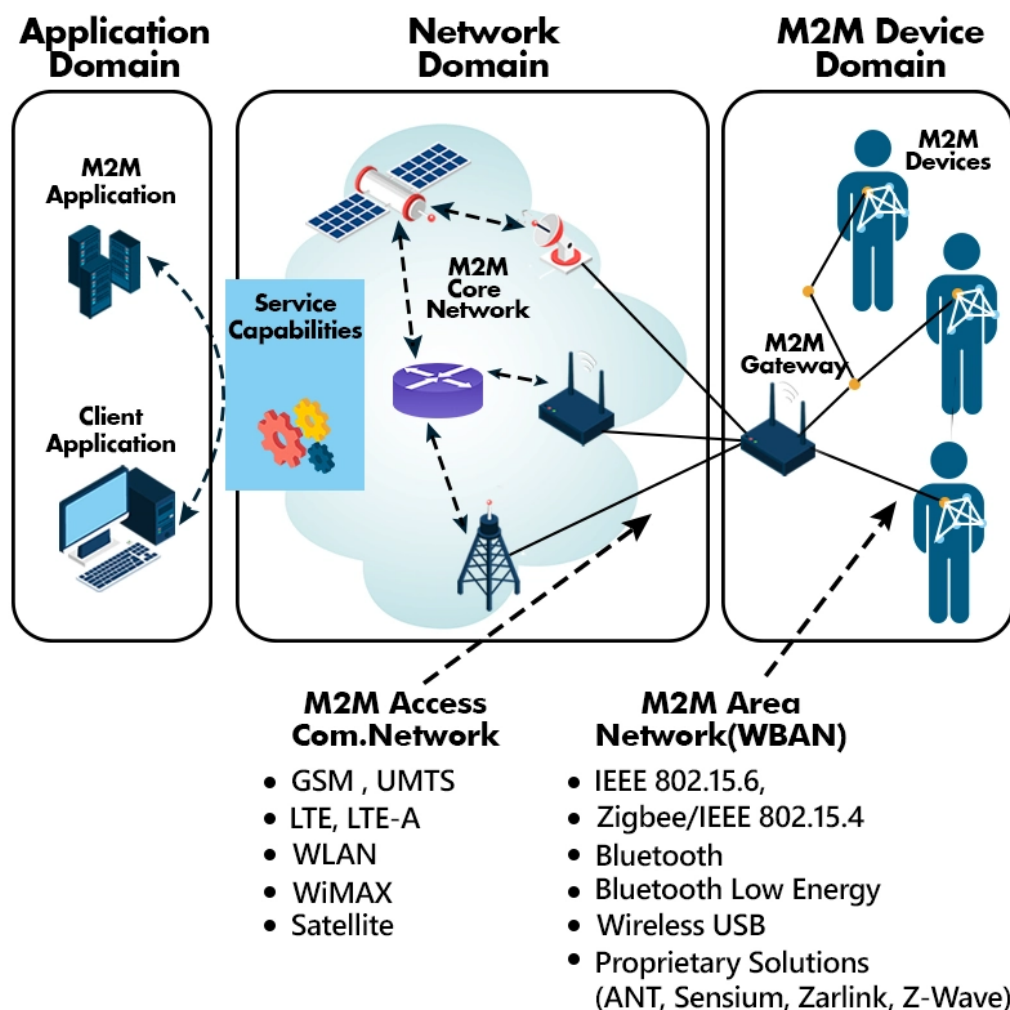 Application
Domain
Network
Domain
M2M Device
Domain
M2M
Application
Client
Application
Service
Capabilities
M2M
Core
Network
M2M
Devices
M2M
Gateway
M2M Access
Com.Network
• GSM , UMTS
• LTE, LTE-A
• WLAN
• WiMAX
• Satellite
M2M Area
Network(WBAN)
• IEEE 802.15.6,
• Zigbee/IEEE 802.15.4
• Bluetooth
• Bluetooth Low Energy
• Wireless USB
• Proprietary Solutions
(ANT, Sensium, Zarlink, Z-Wave)